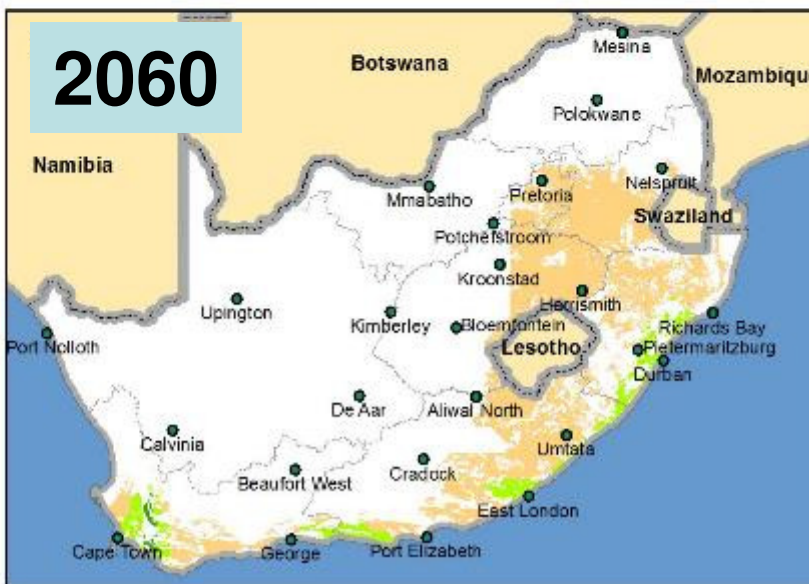 2060
Mesina
Botswana
Mozambiqu
Polokwane
Namibia
Nelspruit
Mmabatho
Pretoria
Swaziland
Potchefstroom
Kroonstad
Upington
Harrismith
Kimberley
Bloemfontein
Richards Bay
Port Nolloth
Lesotho
Pietermaritzburg
Durban
De Aar
Aliwal North
Calvinia
Umtata
Cradock
Beaufort West
East London
Cape Town
George
Port Elizabeth